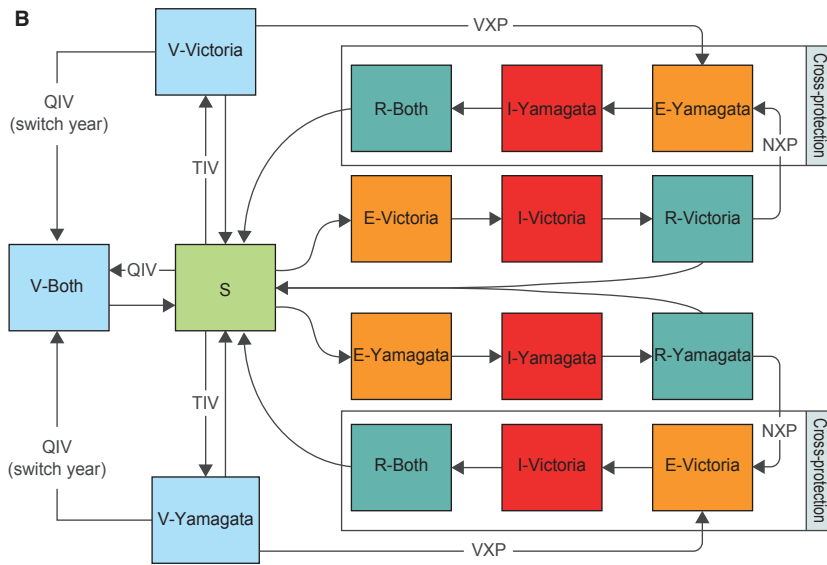 B
V-Victoria
VXP
QIV
(switch year)
R-Both
I-Yamagata
E-Yamagata
Cross-protection
NXP
TIV
E-Victoria
I-Victoria
R-Victoria
V-Both
QIV
S
E-Yamagata
I-Yamagata
R-Yamagata
TIV
QIV
(switch year)
NXP
R-Both
I-Victoria
E-Victoria
Cross-protection
V-Yamagata
VXP